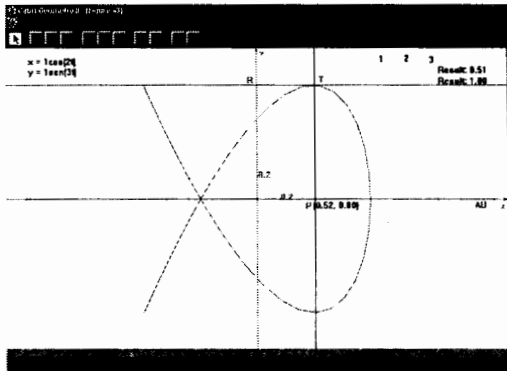 x = 1cos(2t)
y = 1sen(3t)
1 2 3
Result: 0.51
Result: 1.00
y
R T
0.2
0.2
P (0.52, 0.00)
x